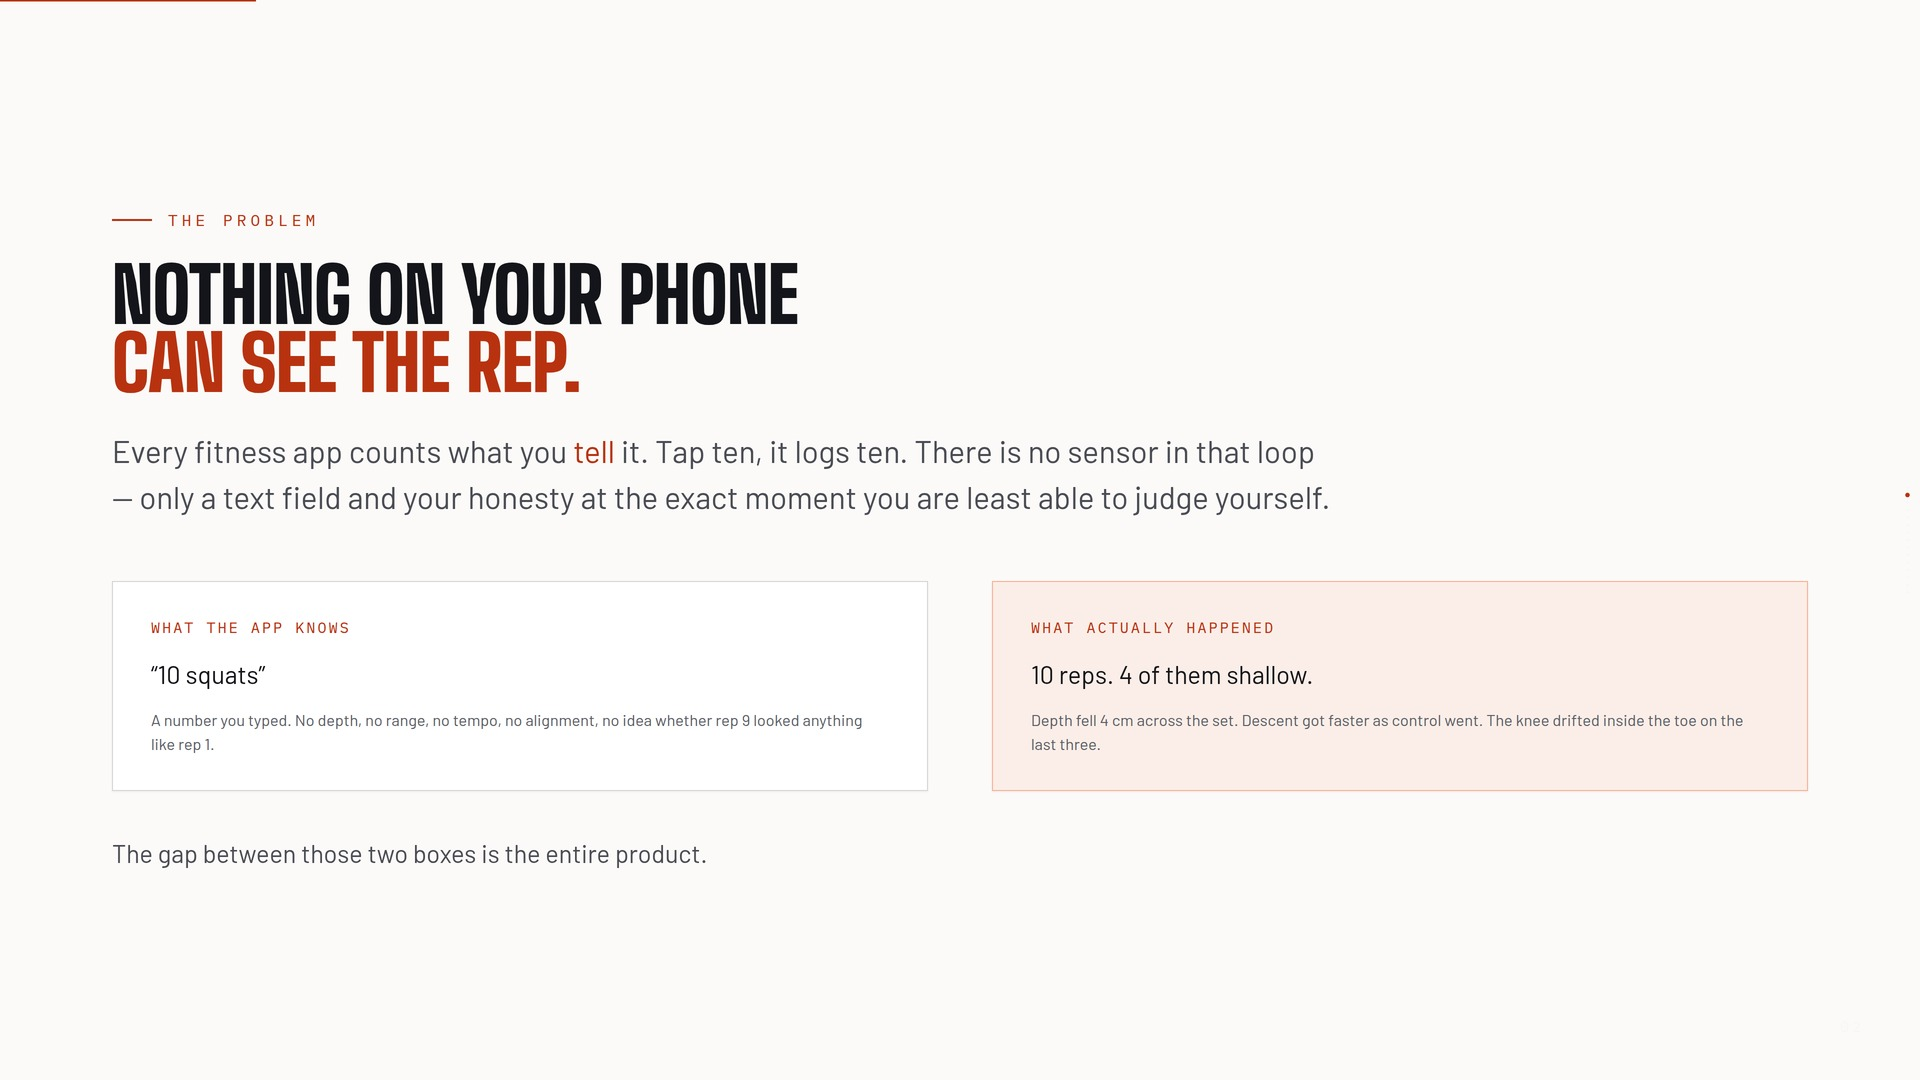 THE PROBLEM
NOTHING ON YOUR PHONE
CAN SEE THE REP.
Every fitness app counts what you tell it. Tap ten, it logs ten. There is no sensor in that loop
— only a text field and your honesty at the exact moment you are least able to judge yourself.
WHAT THE APP KNOWS
“10 squats”
A number you typed. No depth, no range, no tempo, no alignment, no idea whether rep 9 looked anything
like rep 1.
WHAT ACTUALLY HAPPENED
10 reps. 4 of them shallow.
Depth fell 4 cm across the set. Descent got faster as control went. The knee drifted inside the toe on the
last three.
The gap between those two boxes is the entire product.